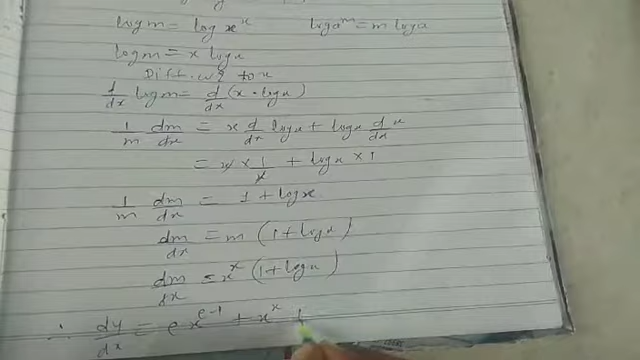 log m = log x^x    log a^m = m log a
log m = x log x
Diff. w.r to x
1/dx log m = d/dx (x · log x)
1/m dm/dx = x d/dx log x + log x d/dx x
= x × 1/x + log x × 1
1/m dm/dx = 1 + log x
dm/dx = m (1 + log x)
dm/dx = x^x (1 + log x)
∴ dy/dx = e x^(e-1) + x^x